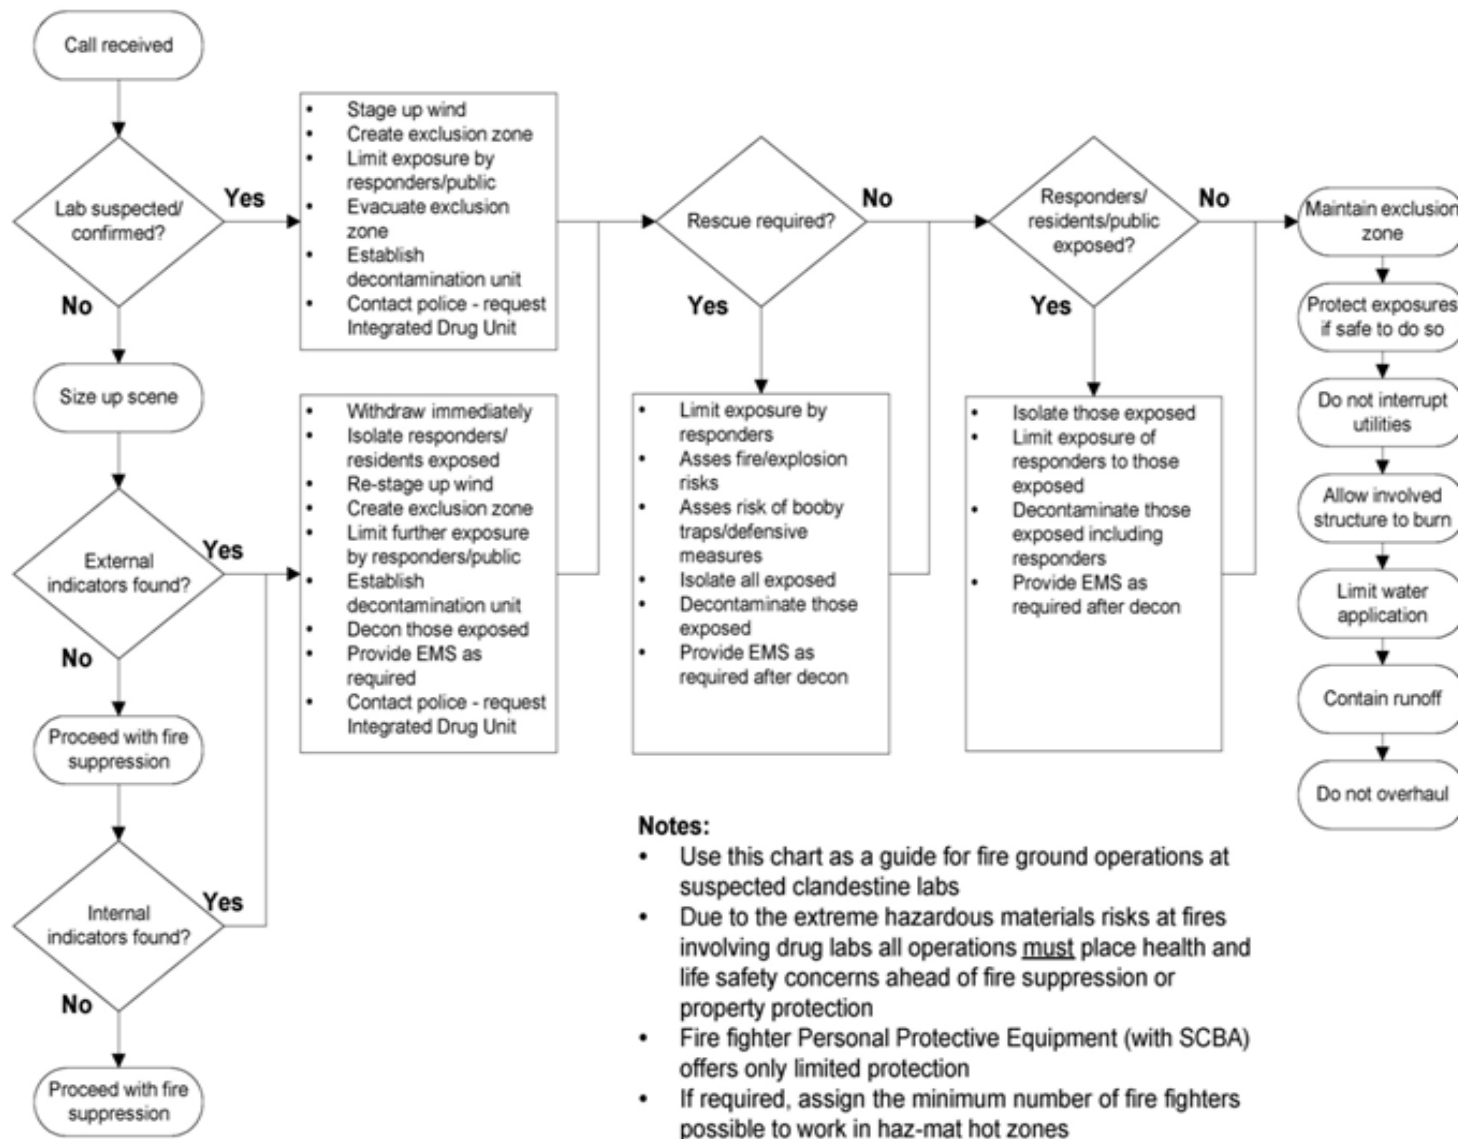 Call received
Lab suspected/
confirmed?
Yes
No
Size up scene
External
indicators found?
Yes
No
Proceed with fire
suppression
Internal
indicators found?
Yes
No
Proceed with fire
suppression
• Stage up wind
• Create exclusion zone
• Limit exposure by
responders/public
• Evacuate exclusion
zone
• Establish
decontamination unit
• Contact police - request
Integrated Drug Unit
• Withdraw immediately
• Isolate responders/
residents exposed
• Re-stage up wind
• Create exclusion zone
• Limit further exposure
by responders/public
• Establish
decontamination unit
• Decon those exposed
• Provide EMS as
required
• Contact police - request
Integrated Drug Unit
Rescue required?
No
Yes
• Limit exposure by
responders
• Asses fire/explosion
risks
• Asses risk of booby
traps/defensive
measures
• Isolate all exposed
• Decontaminate those
exposed
• Provide EMS as
required after decon
Responders/
residents/public
exposed?
No
Yes
• Isolate those exposed
• Limit exposure of
responders to those
exposed
• Decontaminate those
exposed including
responders
• Provide EMS as
required after decon
Maintain exclusion
zone
Protect exposures
if safe to do so
Do not interrupt
utilities
Allow involved
structure to burn
Limit water
application
Contain runoff
Do not overhaul
Notes:
• Use this chart as a guide for fire ground operations at
suspected clandestine labs
• Due to the extreme hazardous materials risks at fires
involving drug labs all operations must place health and
life safety concerns ahead of fire suppression or
property protection
• Fire fighter Personal Protective Equipment (with SCBA)
offers only limited protection
• If required, assign the minimum number of fire fighters
possible to work in haz-mat hot zones